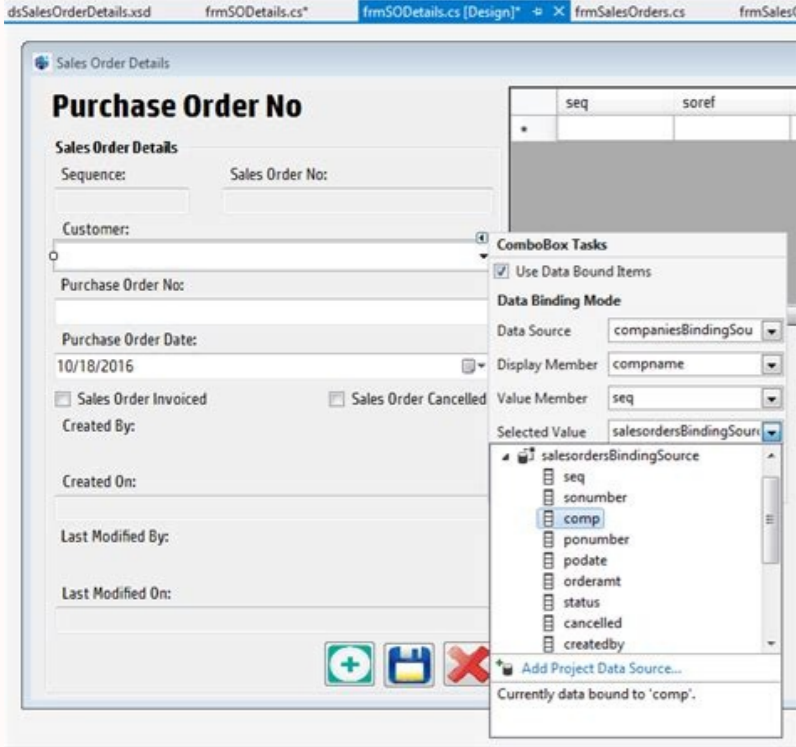 dsSalesOrderDetails.xsd frmSODetails.cs* frmSODetails.cs [Design]* frmSalesOrders.cs frmSales
Sales Order Details
Purchase Order No
seq soref
*
Sales Order Details
Sequence: Sales Order No:
Customer:
Purchase Order No:
Purchase Order Date:
10/18/2016
Sales Order Invoiced Sales Order Cancelled
Created By:
Created On:
Last Modified By:
Last Modified On:
ComboBox Tasks
Use Data Bound Items
Data Binding Mode
Data Source companiesBindingSou
Display Member compname
Value Member seq
Selected Value salesordersBindingSourc
salesordersBindingSource
seq
sonumber
comp
ponumber
podate
orderamt
status
cancelled
createdby
Add Project Data Source...
Currently data bound to 'comp'.